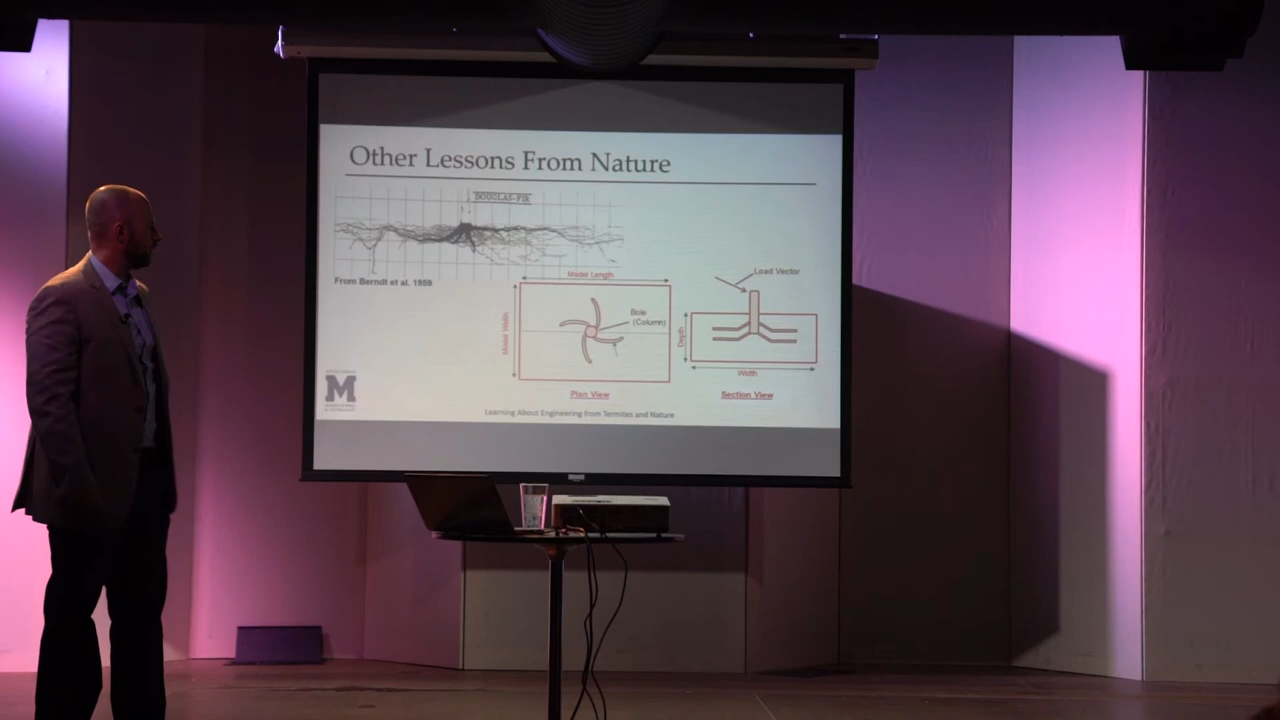 Other Lessons From Nature
DOUGLAS-FIR
From Berndt et al. 1959
Model Length
Model Width
Bole
(Column)
Plan View
Load Vector
Depth
Width
Section View
M
Learning About Engineering from Termites and Nature